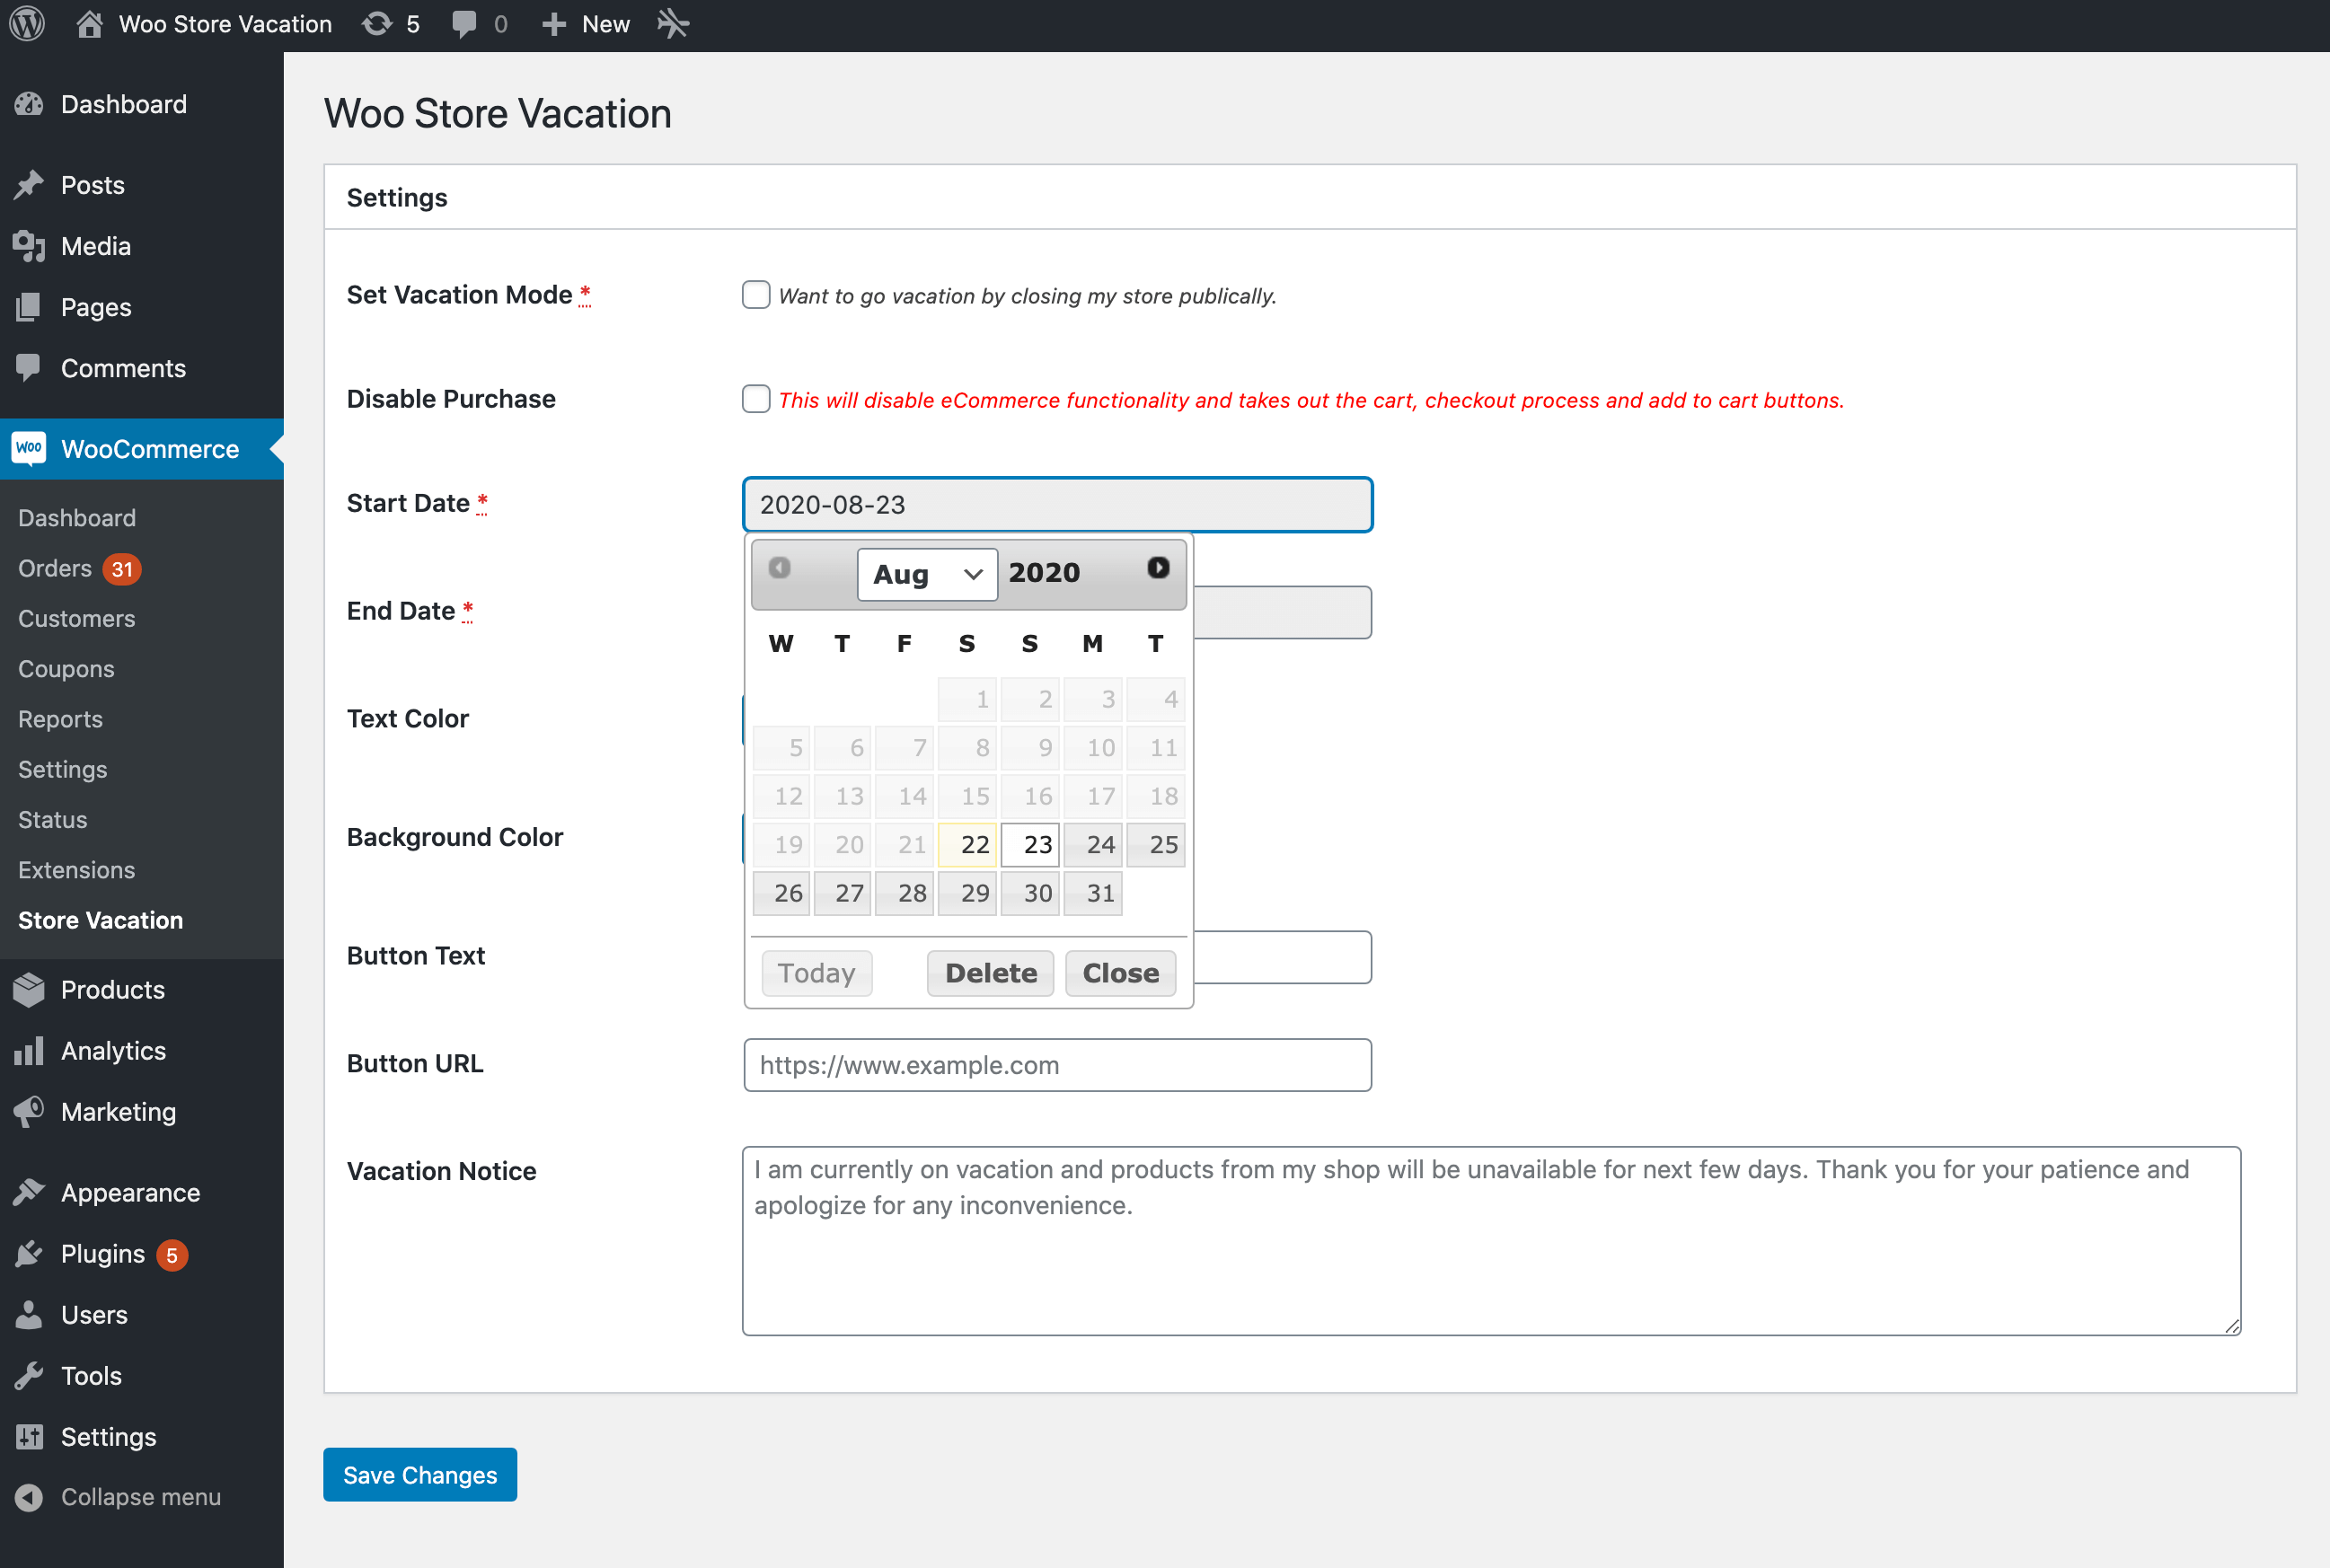 Woo Store Vacation 5 0 New
Dashboard
Posts
Media
Pages
Comments
Woo WooCommerce
Dashboard
Orders 31
Customers
Coupons
Reports
Settings
Status
Extensions
Store Vacation
Products
Analytics
Marketing
Appearance
Plugins 5
Users
Tools
Settings
Collapse menu
Woo Store Vacation
Settings
Set Vacation Mode * Want to go vacation by closing my store publically.
Disable Purchase This will disable eCommerce functionality and takes out the cart, checkout process and add to cart buttons.
Start Date * 2020-08-23
Aug 2020
W T F S S M T
1 2 3 4
5 6 7 8 9 10 11
12 13 14 15 16 17 18
19 20 21 22 23 24 25
26 27 28 29 30 31
Today Delete Close
End Date *
Text Color
Background Color
Button Text
Button URL https://www.example.com
Vacation Notice I am currently on vacation and products from my shop will be unavailable for next few days. Thank you for your patience and
apologize for any inconvenience.
Save Changes